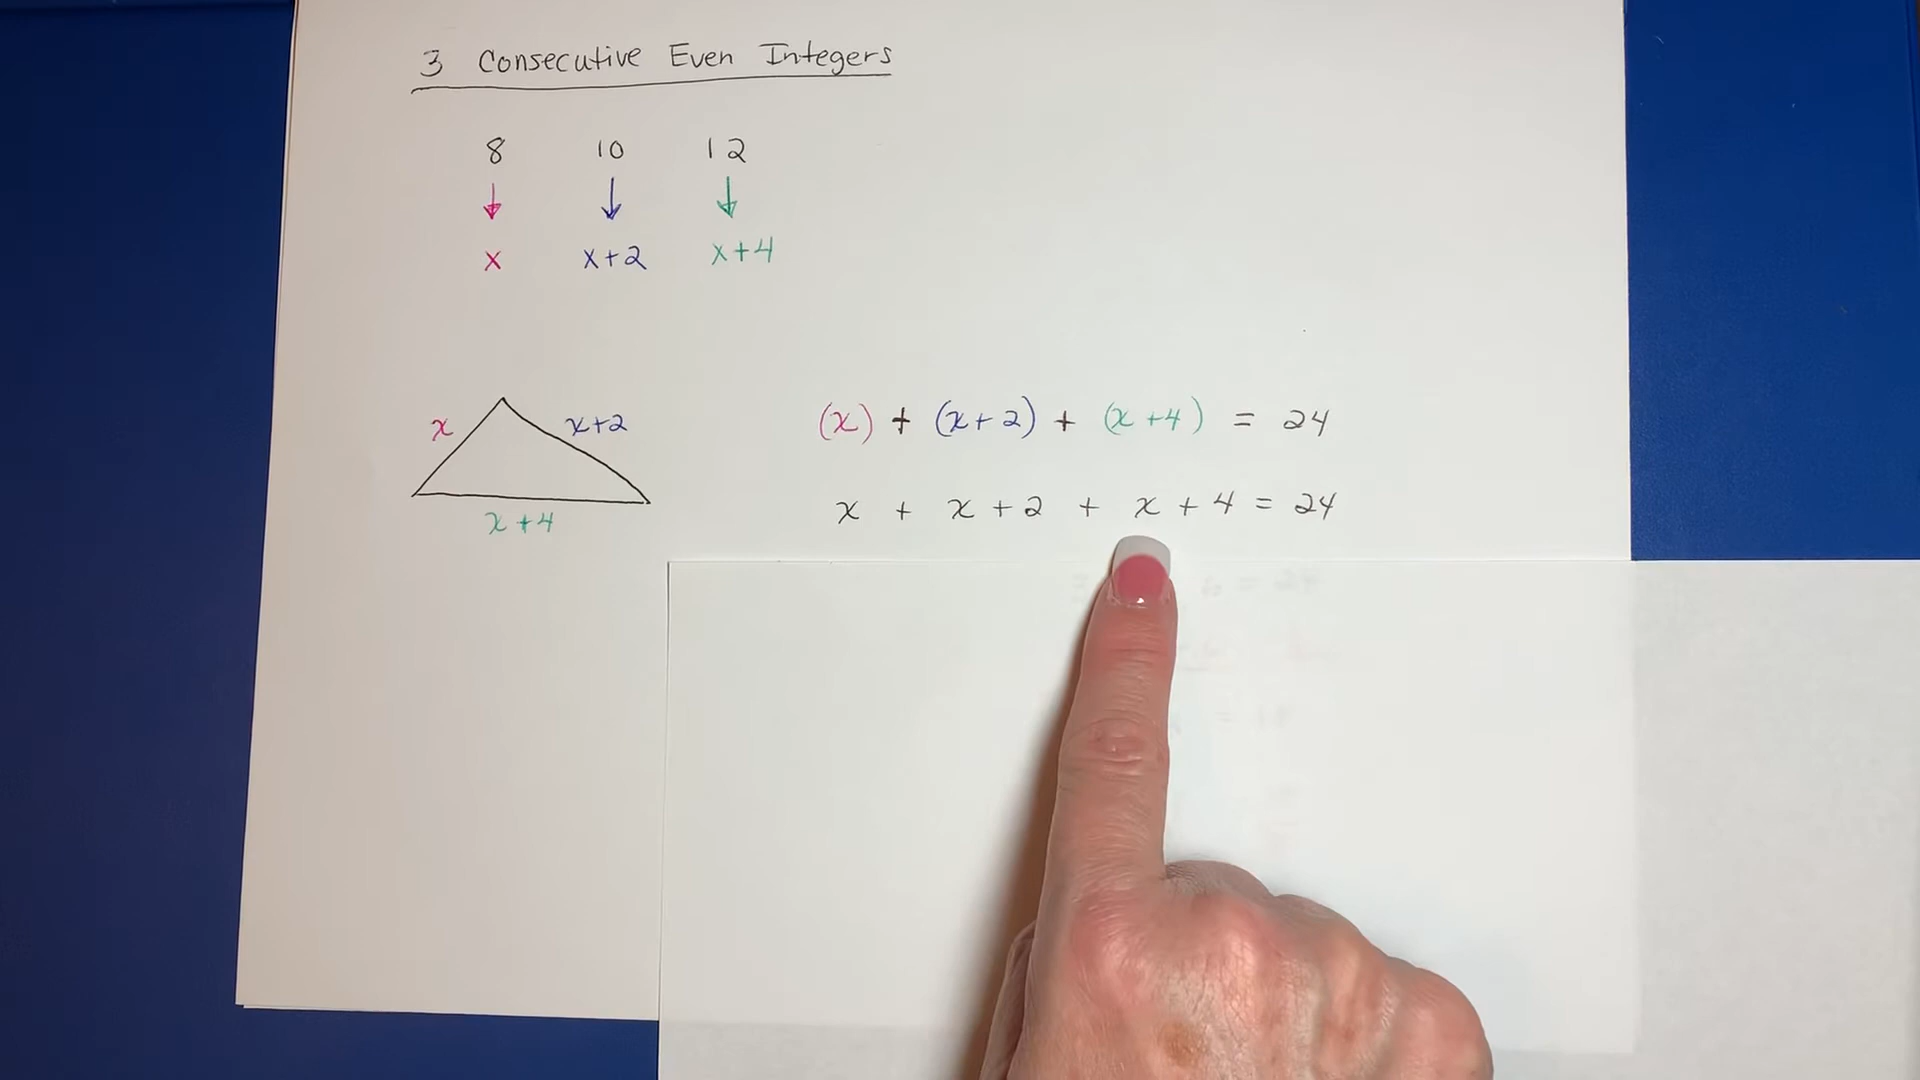 3 Consecutive Even Integers
8 10 12
x x+2 x+4
x x+2
x+4
(x) + (x+2) + (x+4) = 24
x + x+2 + x+4 = 24